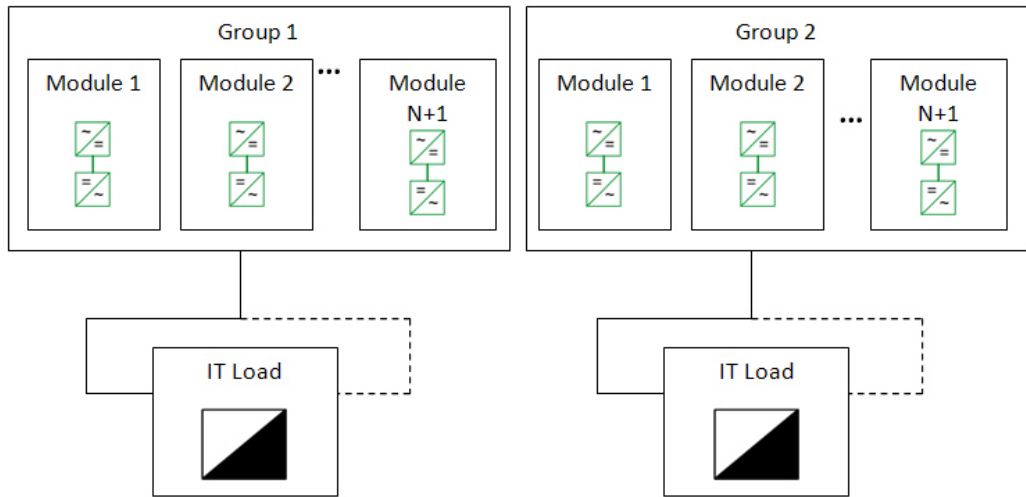 Group 1
Module 1
Module 2
...
Module
N+1
~
=
=
~
~
=
=
~
~
=
=
~
IT Load
Group 2
Module 1
Module 2
...
Module
N+1
~
=
=
~
~
=
=
~
~
=
=
~
IT Load